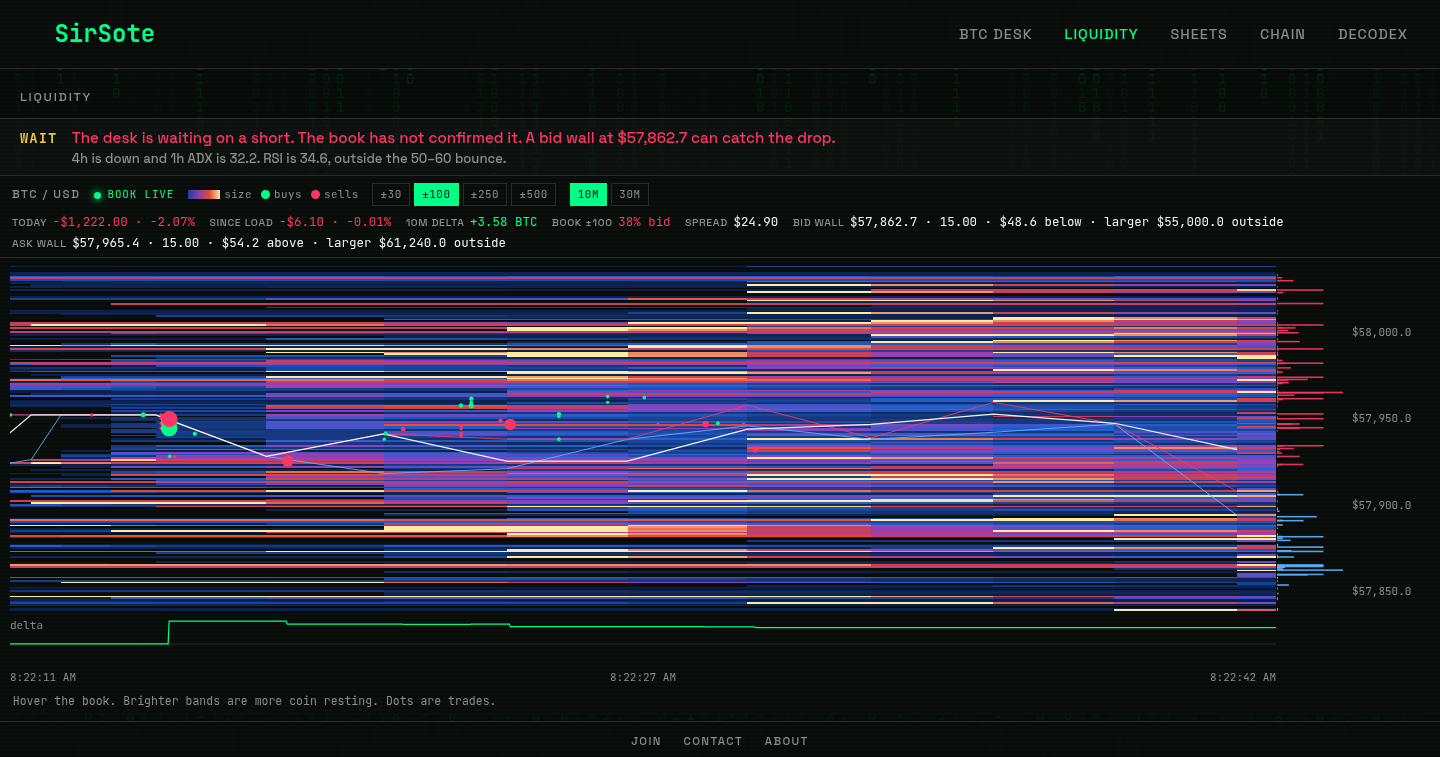 SirSote
BTC DESK LIQUIDITY SHEETS CHAIN DECODEX
LIQUIDITY
WAIT The desk is waiting on a short. The book has not confirmed it. A bid wall at $57,862.7 can catch the drop.
4h is down and 1h ADX is 32.2. RSI is 34.6, outside the 50–60 bounce.
BTC / USD BOOK LIVE size buys sells ±30 ±100 ±250 ±500 10M 30M
TODAY -$1,222.00 · -2.07% SINCE LOAD -$6.10 · -0.01% 10M DELTA +3.58 BTC BOOK ±100 38% bid SPREAD $24.90 BID WALL $57,862.7 · 15.00 · $48.6 below · larger $55,000.0 outside
ASK WALL $57,965.4 · 15.00 · $54.2 above · larger $61,240.0 outside
$58,000.0
$57,950.0
$57,900.0
$57,850.0
delta
8:22:11 AM 8:22:27 AM 8:22:42 AM
Hover the book. Brighter bands are more coin resting. Dots are trades.
JOIN CONTACT ABOUT